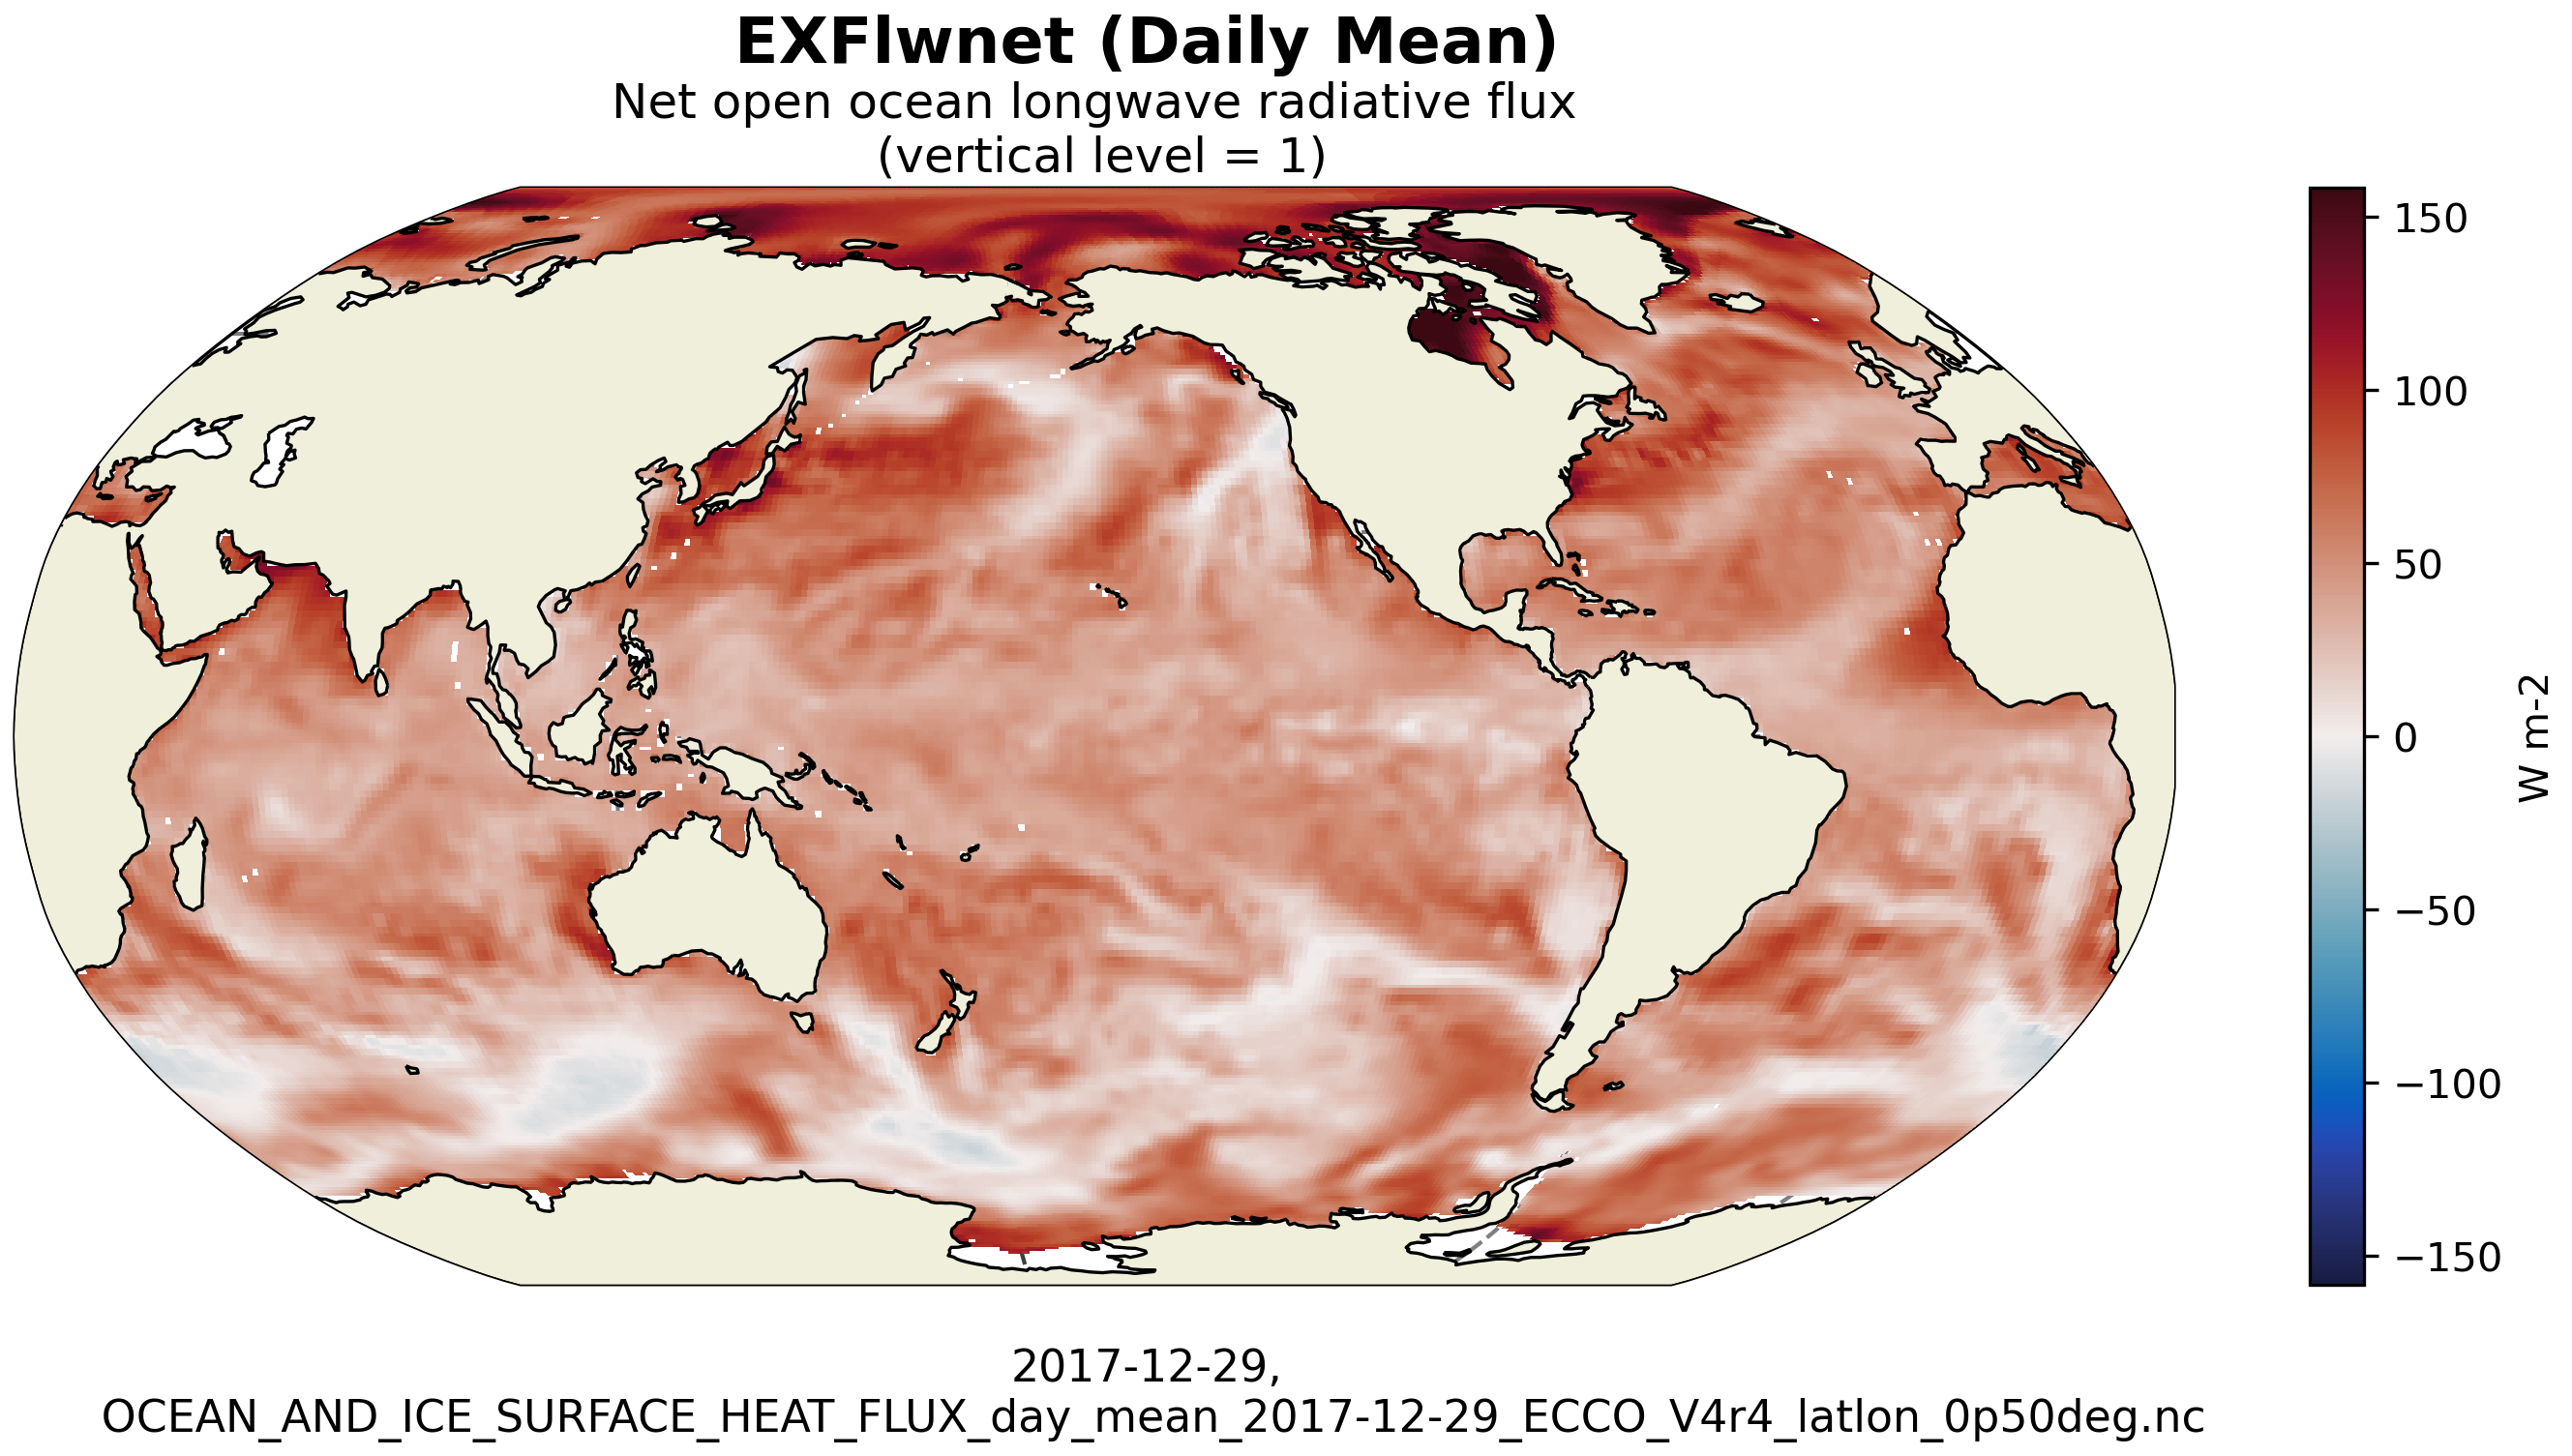 EXFlwnet (Daily Mean)
Net open ocean longwave radiative flux
(vertical level = 1)
150
100
50
0
−50
−100
−150
W m-2
2017-12-29,
OCEAN_AND_ICE_SURFACE_HEAT_FLUX_day_mean_2017-12-29_ECCO_V4r4_latlon_0p50deg.nc